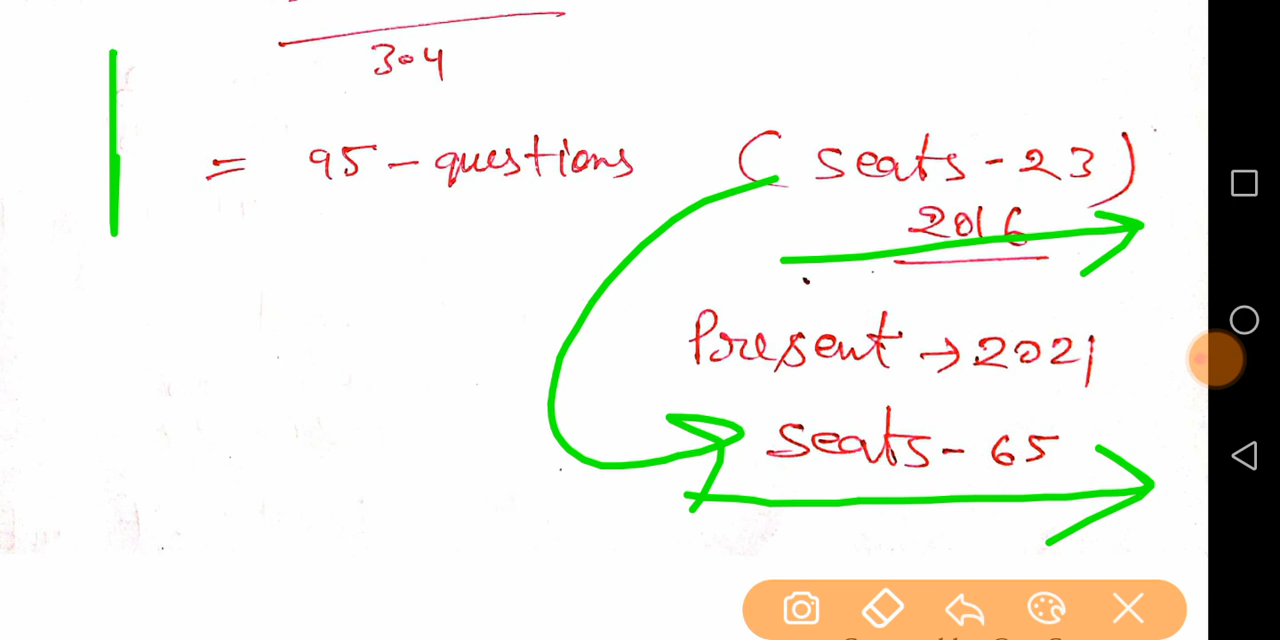 304
= 95 - questions (seats - 23)
2016
Present → 2021
Seats - 65